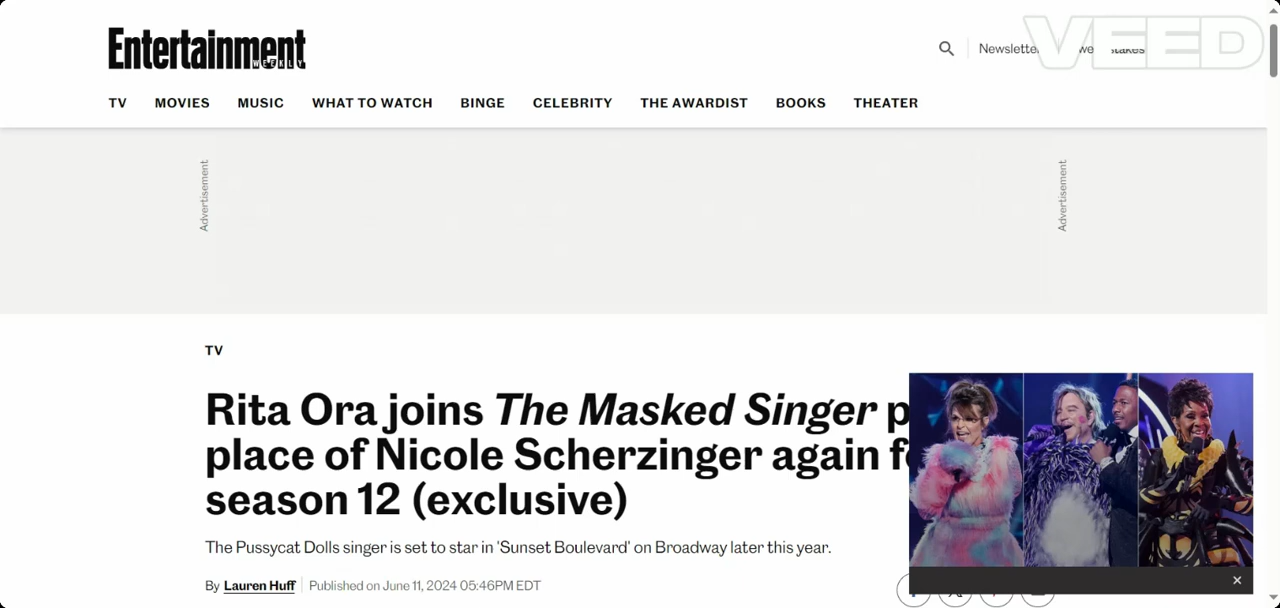 Entertainment
WEEKLY
VEED
TV MOVIES MUSIC WHAT TO WATCH BINGE CELEBRITY THE AWARDIST BOOKS THEATER
Advertisement
Advertisement
TV
Rita Ora joins The Masked Singer p
place of Nicole Scherzinger again
season 12 (exclusive)
The Pussycat Dolls singer is set to star in 'Sunset Boulevard' on Broadway later this year.
By Lauren Huff Published on June 11, 2024 05:46PM EDT